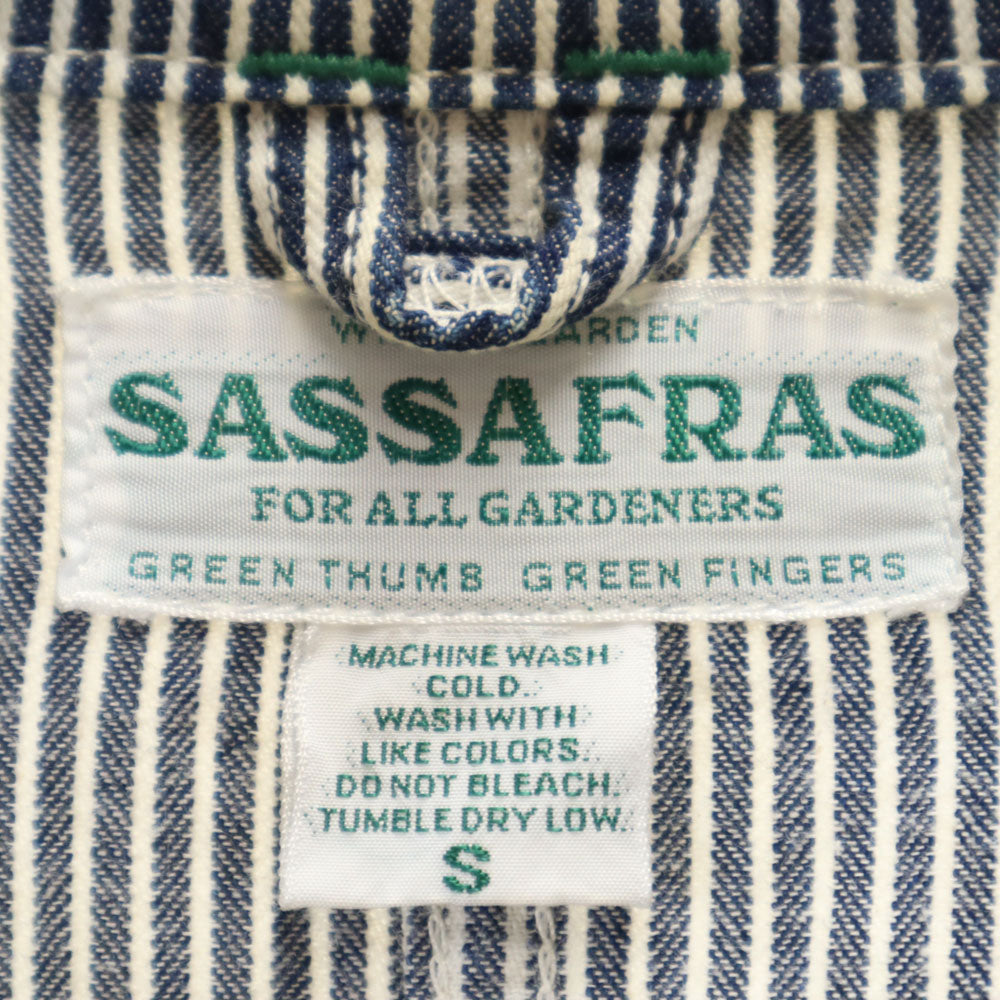 GARDEN
SASSAFRAS
FOR ALL GARDENERS
GREEN THUMB GREEN FINGERS
MACHINE WASH
COLD.
WASH WITH
LIKE COLORS.
DO NOT BLEACH.
TUMBLE DRY LOW.
S